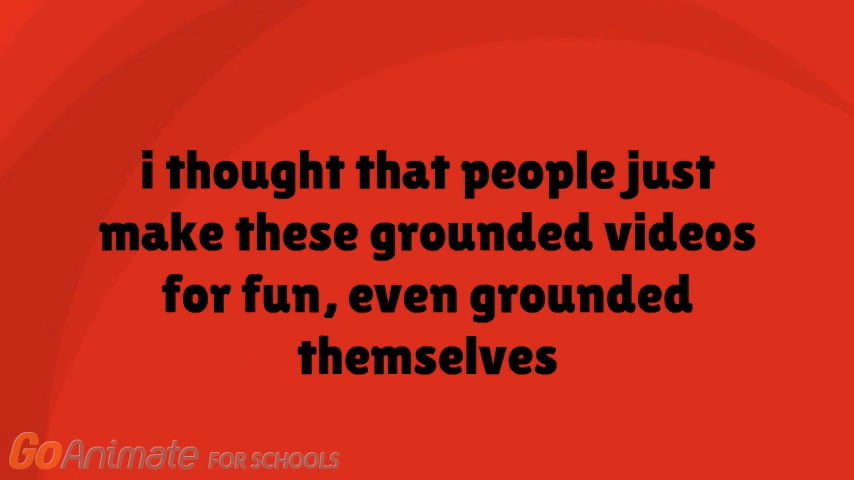 i thought that people just
make these grounded videos
for fun, even grounded
themselves
GoAnimate FOR SCHOOLS